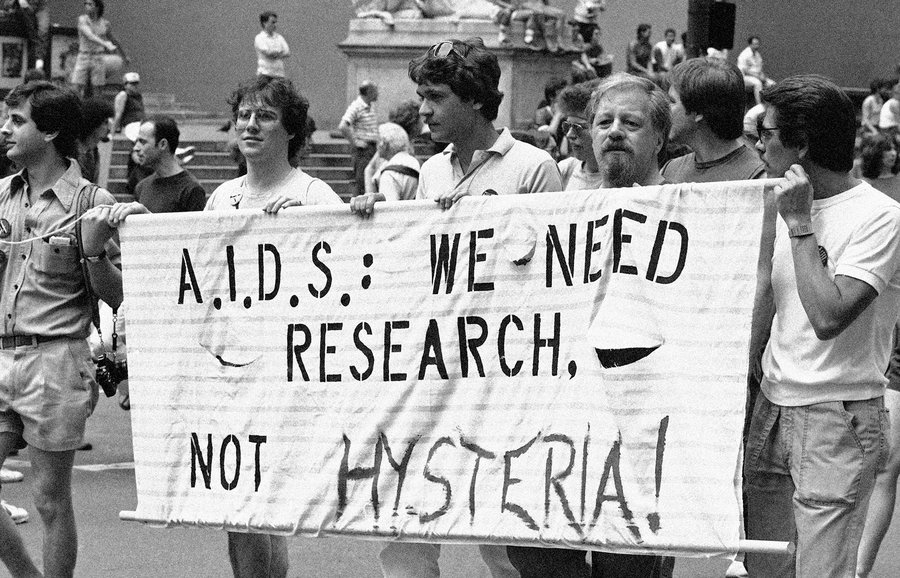 A.I.D.S.: WE NEED
RESEARCH,
NOT HYSTERIA!